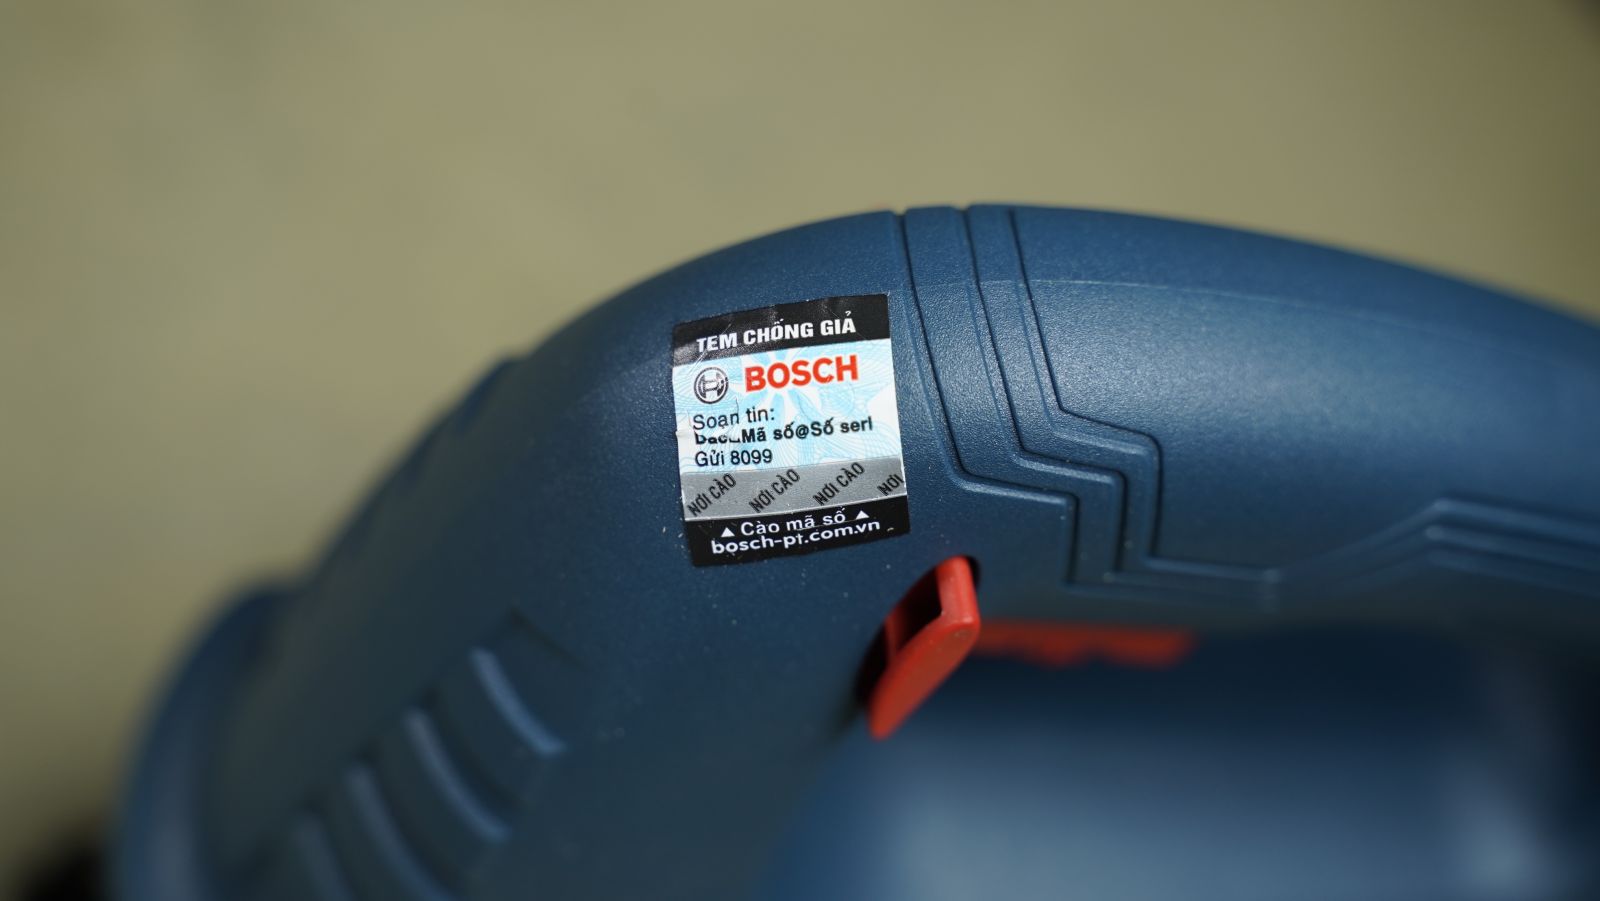 TEM CHỐNG GIẢ
BOSCH
Soạn tin:
Mã số@Số seri
Gửi 8099
NƠI CÀO NƠI CÀO NƠI CÀO NƠI
▲ Cào mã số ▲
bosch-pt.com.vn